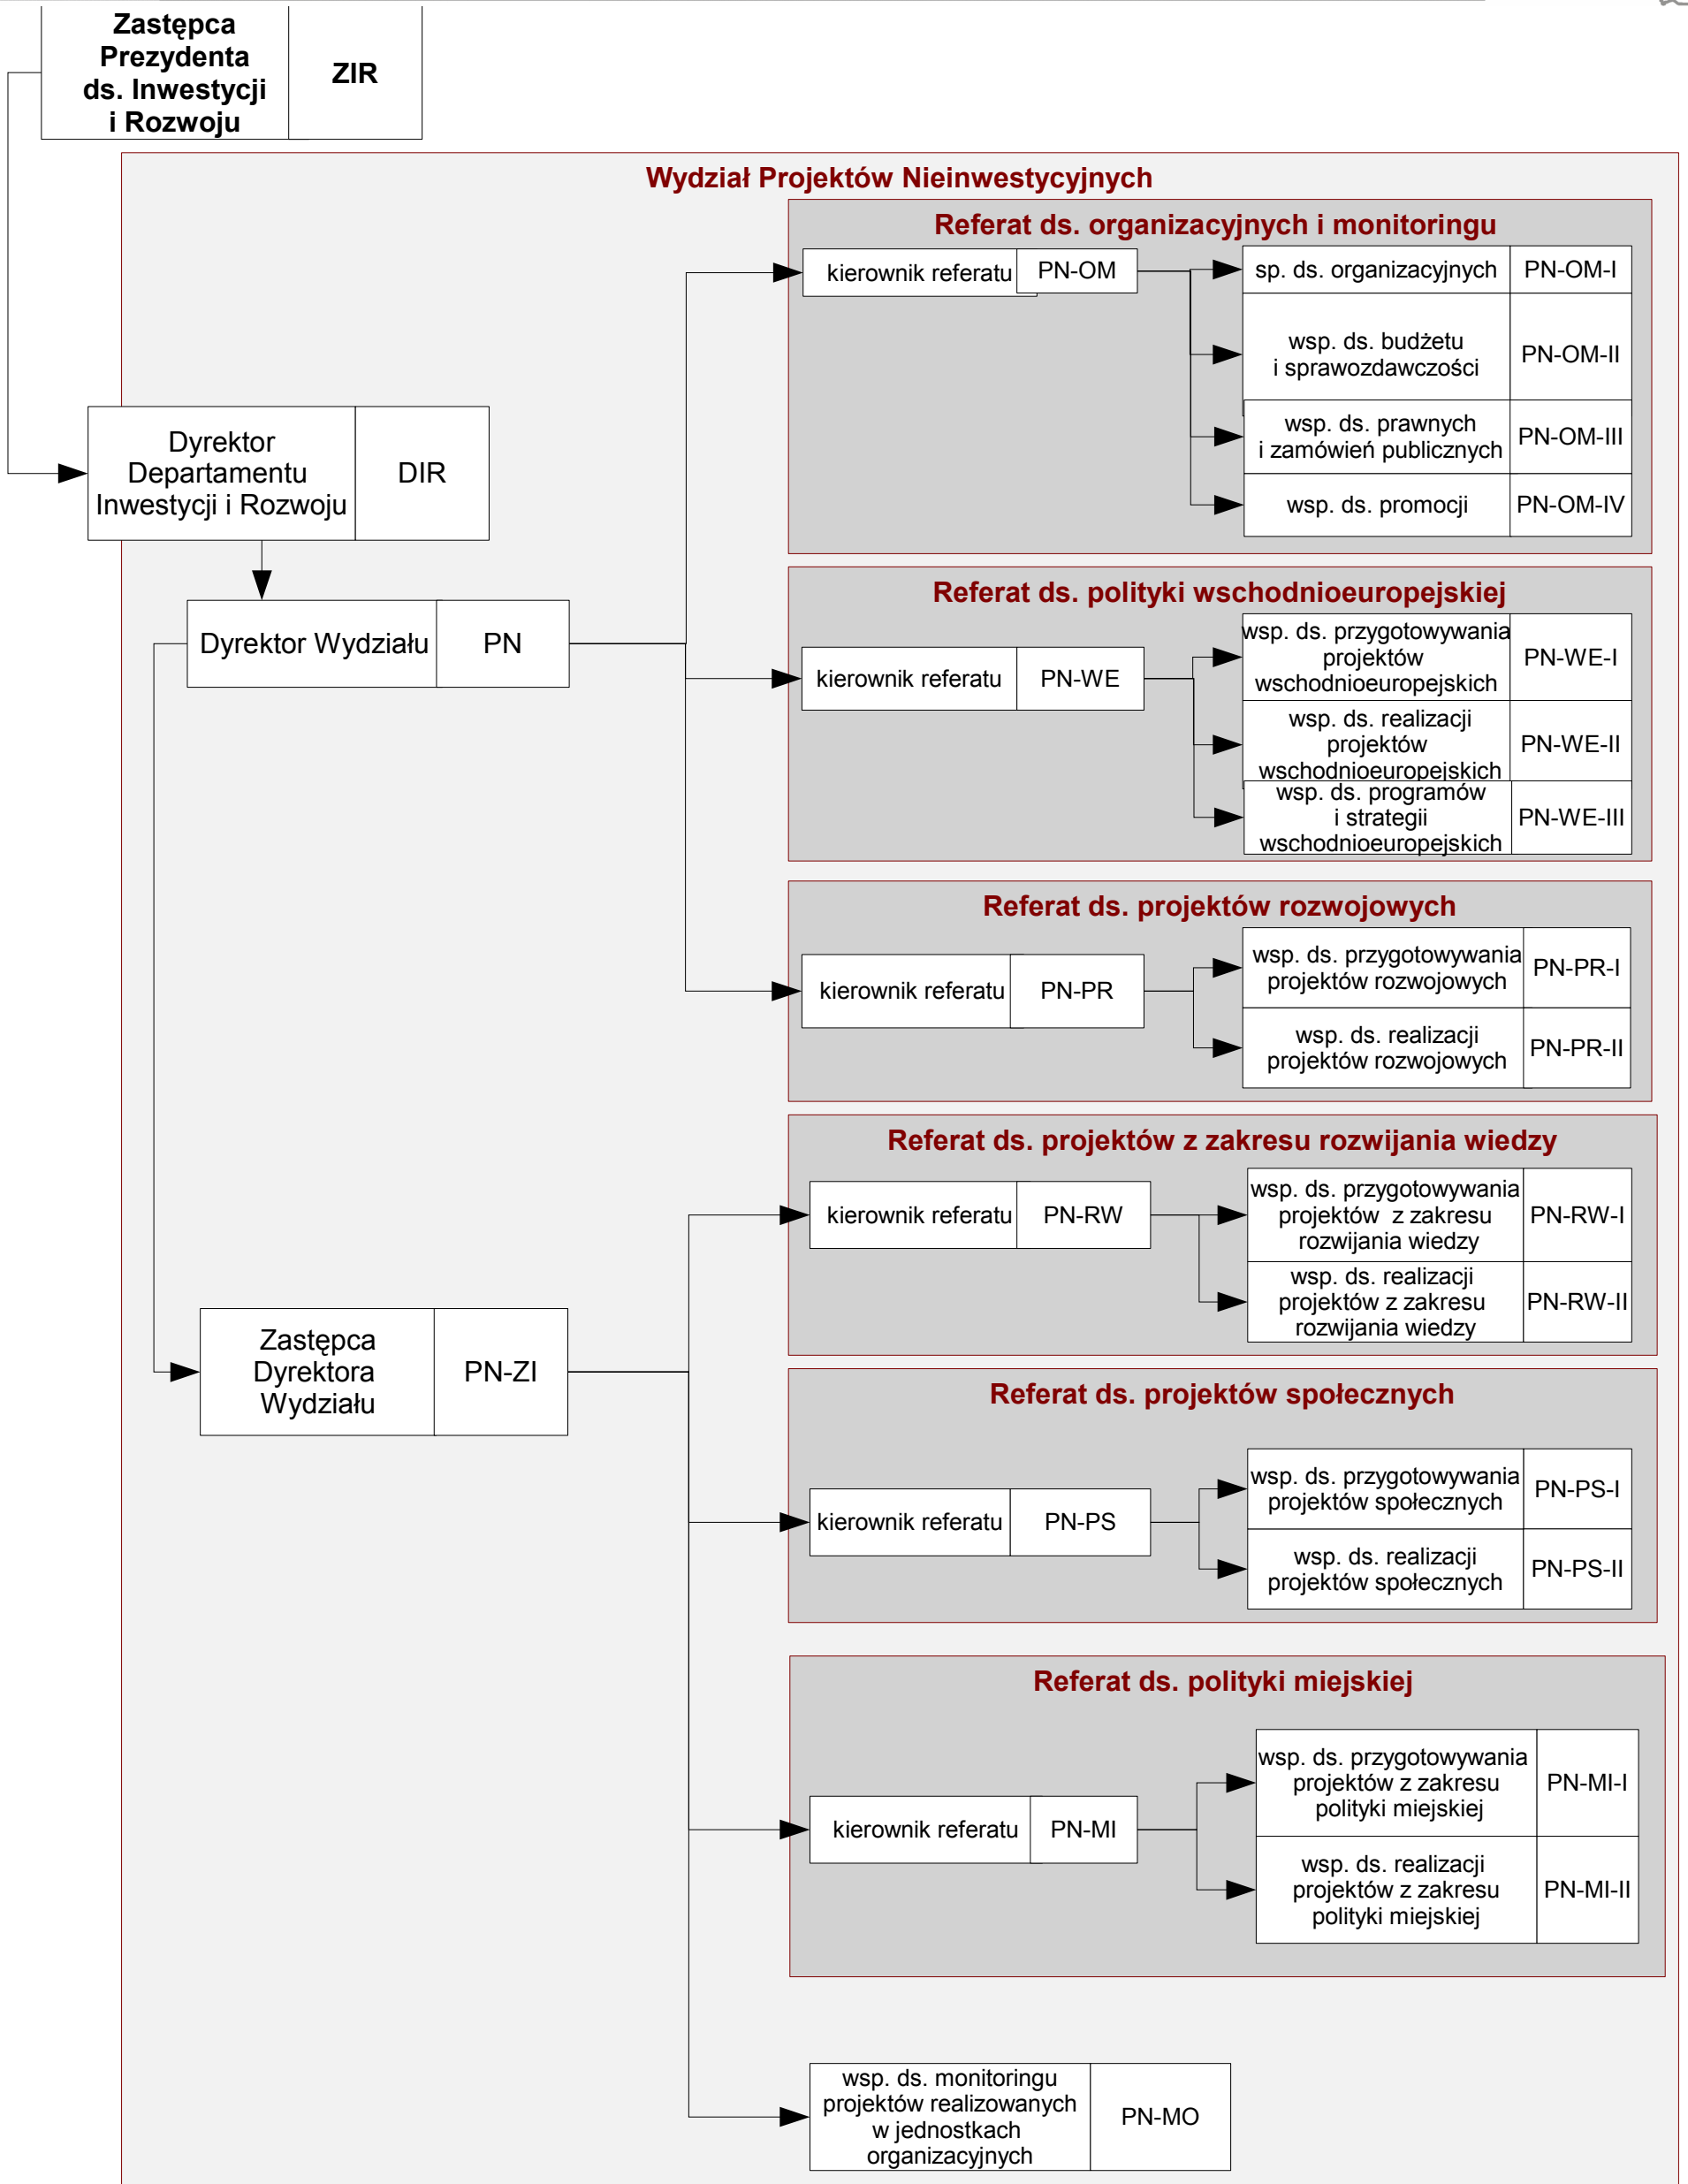 Zastępca
Prezydenta
ds. Inwestycji
i Rozwoju
ZIR
Wydział Projektów Nieinwestycyjnych
Referat ds. organizacyjnych i monitoringu
kierownik referatu
PN-OM
sp. ds. organizacyjnych
PN-OM-I
wsp. ds. budżetu
i sprawozdawczości
PN-OM-II
wsp. ds. prawnych
i zamówień publicznych
PN-OM-III
wsp. ds. promocji
PN-OM-IV
Dyrektor
Departamentu
Inwestycji i Rozwoju
DIR
Dyrektor Wydziału
PN
Referat ds. polityki wschodnioeuropejskiej
kierownik referatu
PN-WE
wsp. ds. przygotowywania
projektów
wschodnioeuropejskich
PN-WE-I
wsp. ds. realizacji
projektów
wschodnioeuropejskich
PN-WE-II
wsp. ds. programów
i strategii
wschodnioeuropejskich
PN-WE-III
Referat ds. projektów rozwojowych
kierownik referatu
PN-PR
wsp. ds. przygotowywania
projektów rozwojowych
PN-PR-I
wsp. ds. realizacji
projektów rozwojowych
PN-PR-II
Referat ds. projektów z zakresu rozwijania wiedzy
kierownik referatu
PN-RW
wsp. ds. przygotowywania
projektów z zakresu
rozwijania wiedzy
PN-RW-I
wsp. ds. realizacji
projektów z zakresu
rozwijania wiedzy
PN-RW-II
Zastępca
Dyrektora
Wydziału
PN-ZI
Referat ds. projektów społecznych
kierownik referatu
PN-PS
wsp. ds. przygotowywania
projektów społecznych
PN-PS-I
wsp. ds. realizacji
projektów społecznych
PN-PS-II
Referat ds. polityki miejskiej
kierownik referatu
PN-MI
wsp. ds. przygotowywania
projektów z zakresu
polityki miejskiej
PN-MI-I
wsp. ds. realizacji
projektów z zakresu
polityki miejskiej
PN-MI-II
wsp. ds. monitoringu
projektów realizowanych
w jednostkach
organizacyjnych
PN-MO